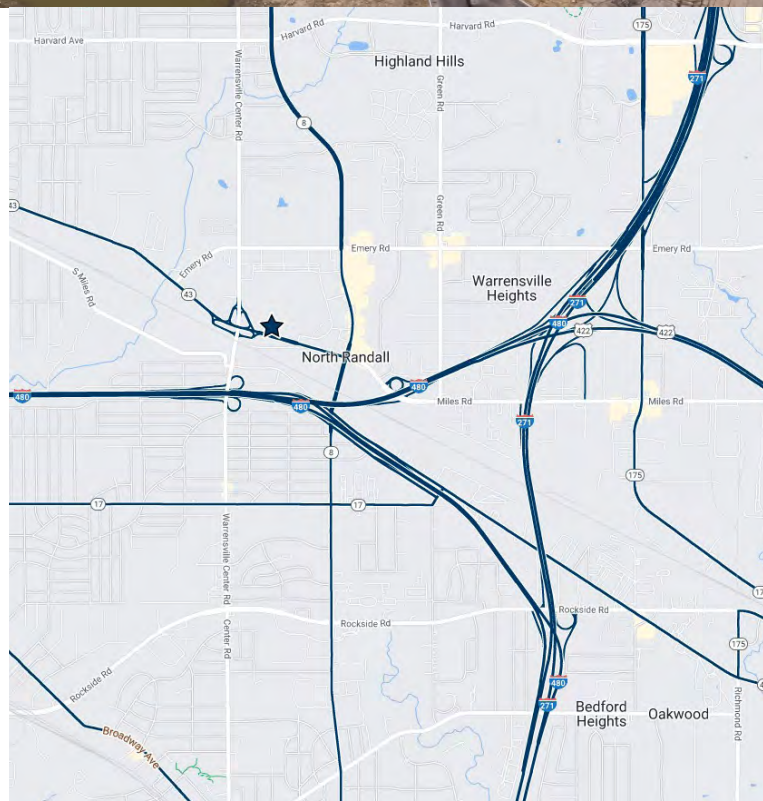 175
Harvard Rd
Harvard Rd
Harvard Ave
Highland Hills
271
Warrensville Center Rd
Green Rd
8
43
Emery Rd
Emery Rd
Green Rd
Emery Rd
S Miles Rd
Warrensville
Heights
43
271
480
422
422
North Randall
480
480
480
Miles Rd
Miles Rd
271
8
175
17
17
Warrensville Center Rd
Rockside Rd
Rockside Rd
Center Rd
175
Rockside Rd
480
271
Bedford
Heights
Oakwood
Richmond Rd
Broadway Ave